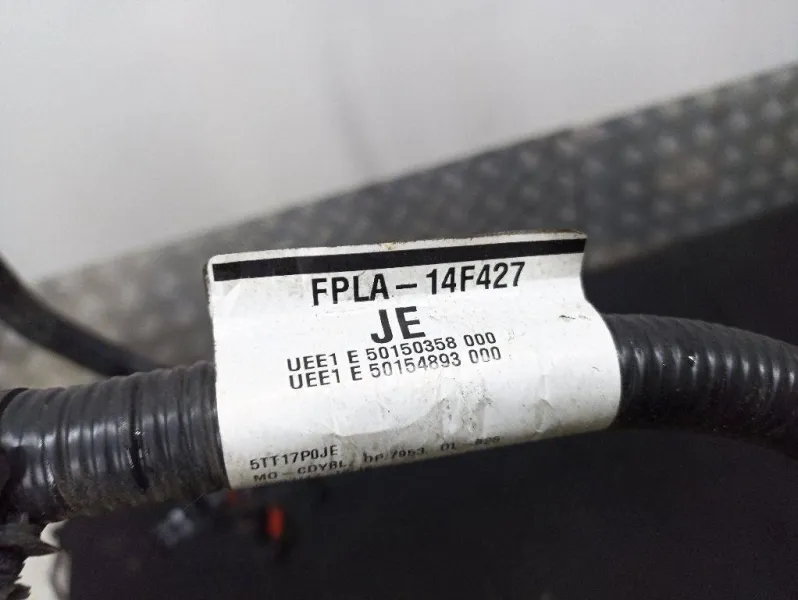 FPLA-14F427
JE
UEE1 E 50150358 000
UEE1 E 50154893 000
5TT17P0JE